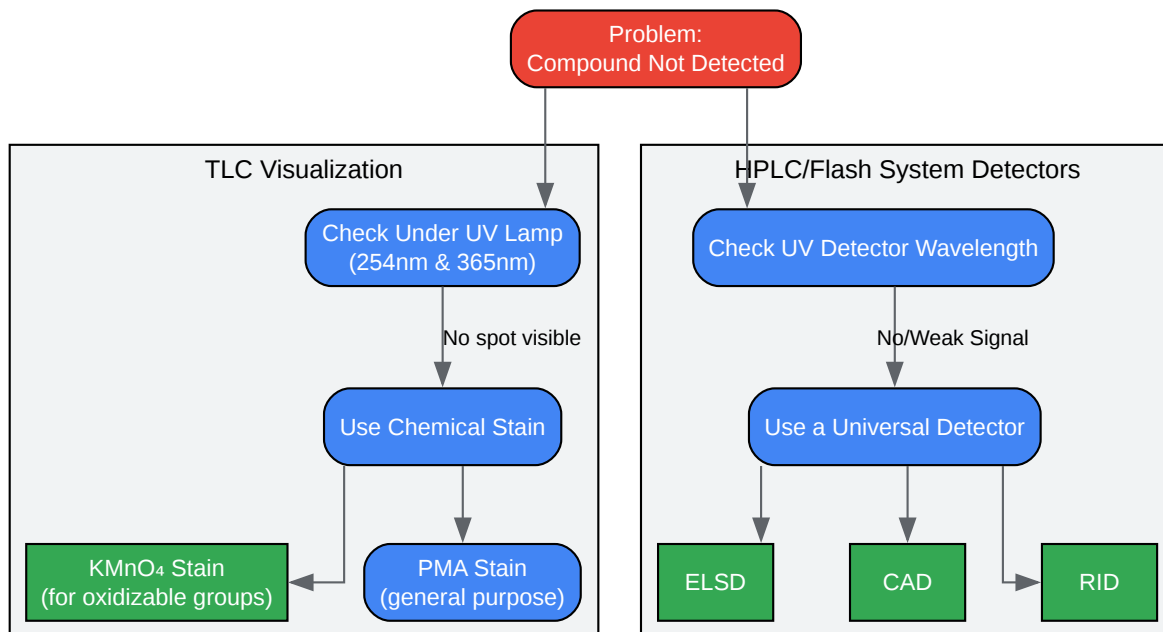 Problem:
Compound Not Detected
TLC Visualization
Check Under UV Lamp
(254nm & 365nm)
No spot visible
Use Chemical Stain
KMnO₄ Stain
(for oxidizable groups)
PMA Stain
(general purpose)
HPLC/Flash System Detectors
Check UV Detector Wavelength
No/Weak Signal
Use a Universal Detector
ELSD
CAD
RID